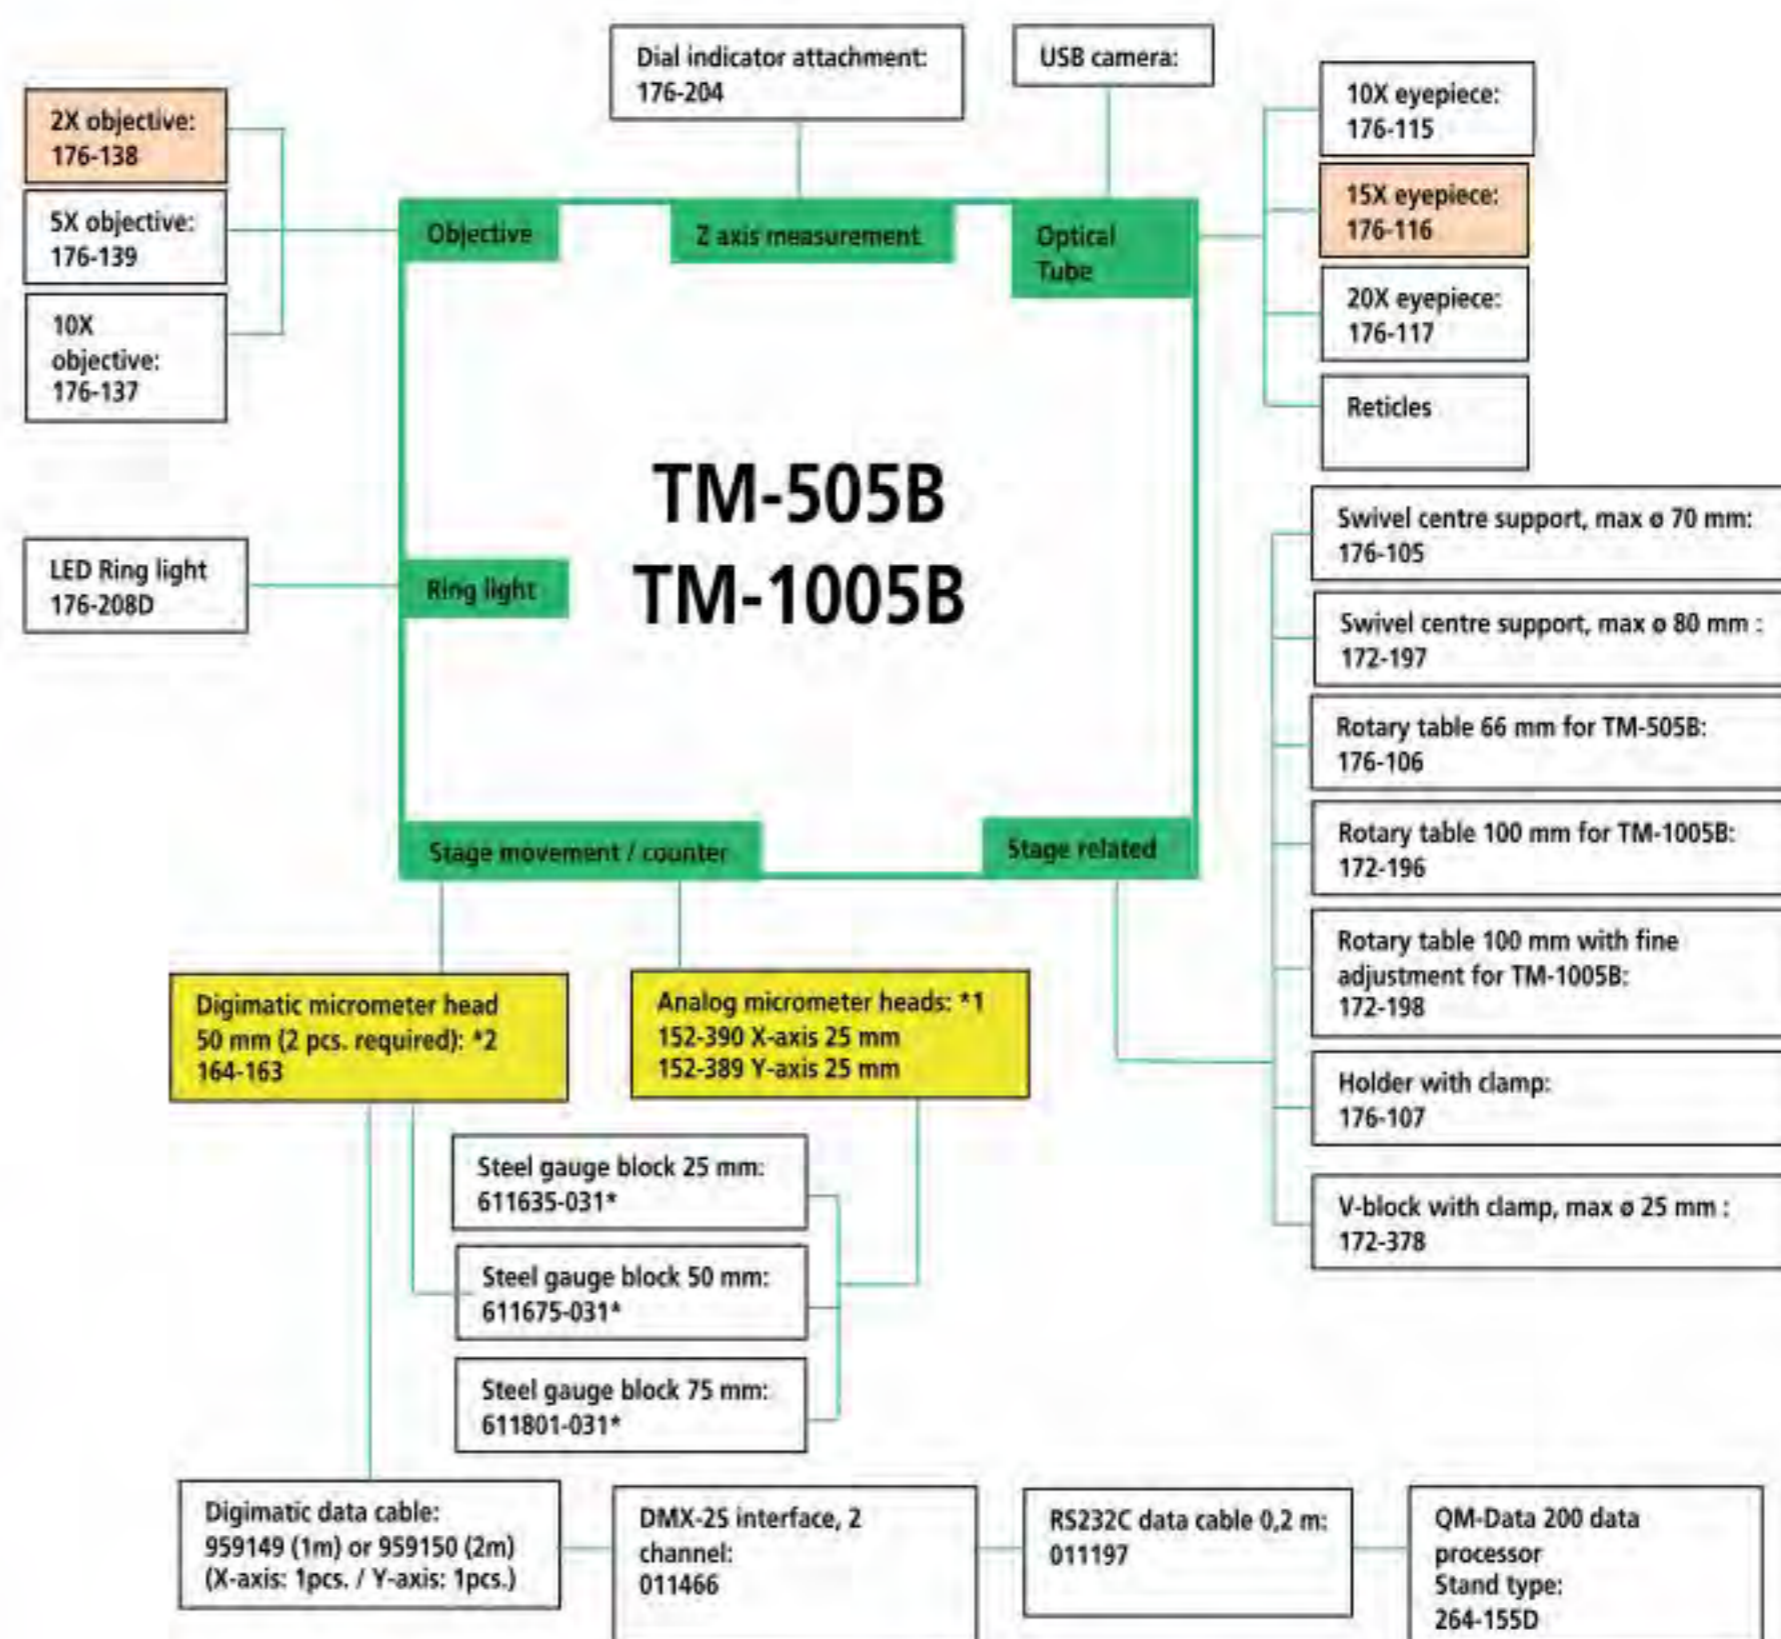 Dial indicator attachment:
176-204
USB camera:
2X objective:
176-138
5X objective:
176-139
10X
objective:
176-137
10X eyepiece:
176-115
15X eyepiece:
176-116
20X eyepiece:
176-117
Reticles
Objective
Z axis measurement
Optical
Tube
TM-505B
TM-1005B
LED Ring light
176-208D
Ring light
Stage movement / counter
Stage related
Swivel centre support, max ø 70 mm:
176-105
Swivel centre support, max ø 80 mm :
172-197
Rotary table 66 mm for TM-505B:
176-106
Rotary table 100 mm for TM-1005B:
172-196
Rotary table 100 mm with fine
adjustment for TM-1005B:
172-198
Holder with clamp:
176-107
V-block with clamp, max ø 25 mm :
172-378
Digimatic micrometer head
50 mm (2 pcs. required): *2
164-163
Analog micrometer heads: *1
152-390 X-axis 25 mm
152-389 Y-axis 25 mm
Steel gauge block 25 mm:
611635-031*
Steel gauge block 50 mm:
611675-031*
Steel gauge block 75 mm:
611801-031*
Digimatic data cable:
959149 (1m) or 959150 (2m)
(X-axis: 1pcs. / Y-axis: 1pcs.)
DMX-2S interface, 2
channel:
011466
RS232C data cable 0,2 m:
011197
QM-Data 200 data
processor
Stand type:
264-155D